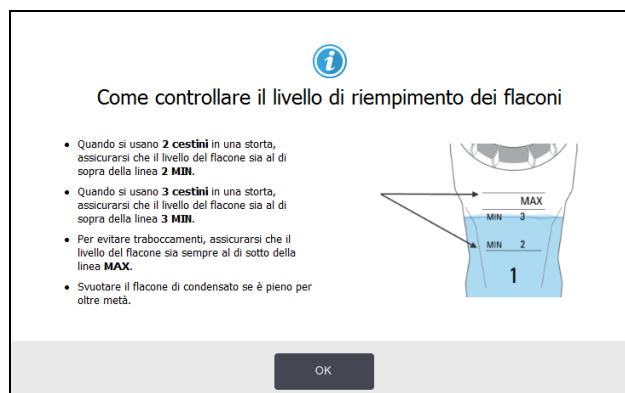 i
Come controllare il livello di riempimento dei flaconi
● Quando si usano 2 cestini in una storta,
assicurarsi che il livello del flacone sia al di
sopra della linea 2 MIN.
● Quando si usano 3 cestini in una storta,
assicurarsi che il livello del flacone sia al di
sopra della linea 3 MIN.
● Per evitare traboccamenti, assicurarsi che il
livello del flacone sia sempre al di sotto della
linea MAX.
● Svuotare il flacone di condensato se è pieno per
oltre metà.
MAX
MIN 3
MIN 2
1
OK